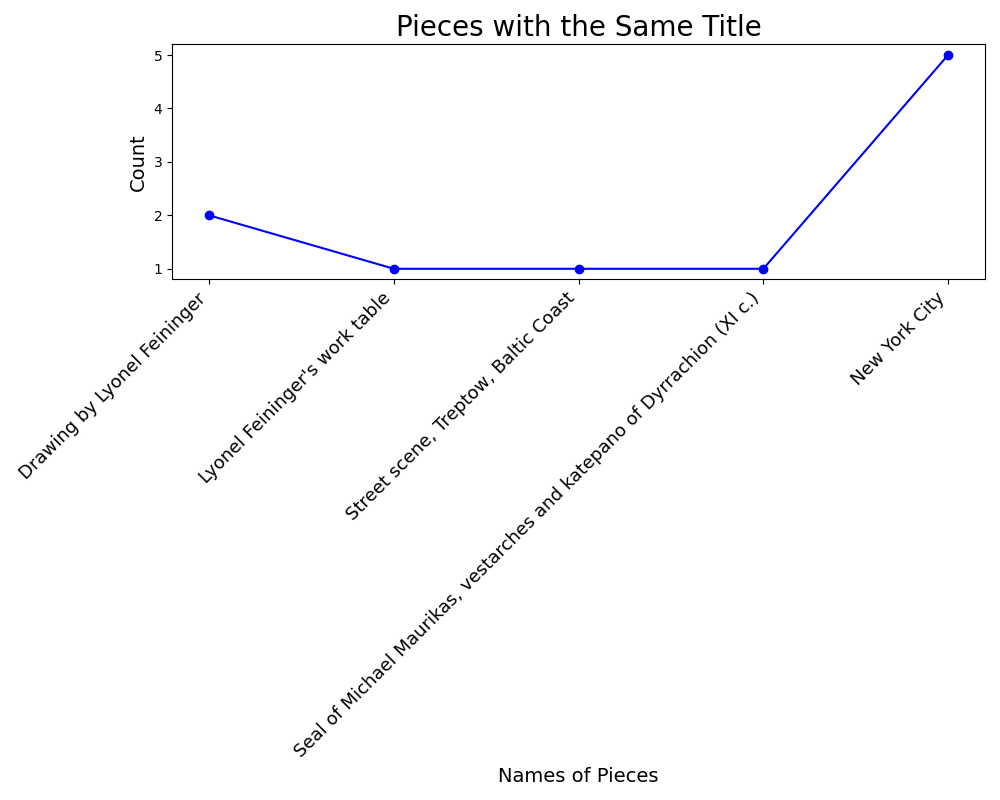 Pieces with the Same Title
Count
5
4
3
2
1
Drawing by Lyonel Feininger
Lyonel Feininger's work table
Street scene, Treptow, Baltic Coast
Seal of Michael Maurikas, vestarches and katepano of Dyrrachion (XI c.)
New York City
Names of Pieces